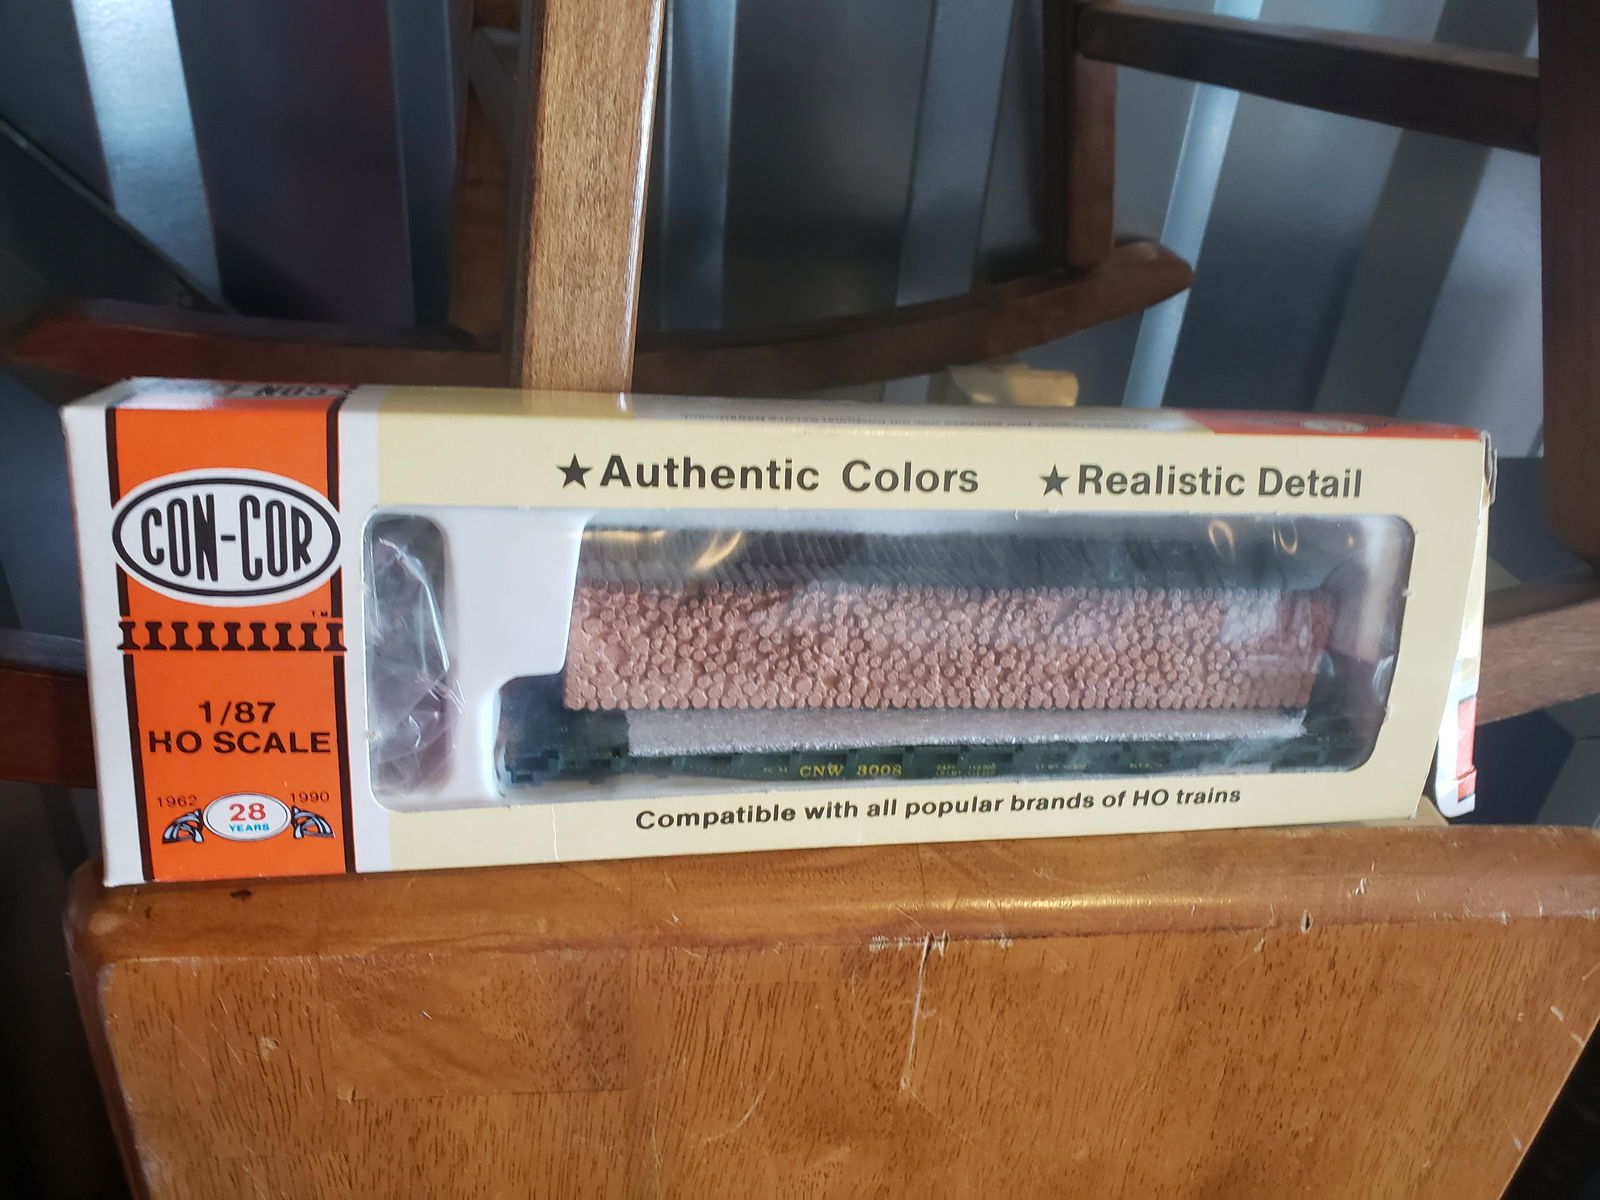 ★Authentic Colors ★Realistic Detail
CON-COR
TM
1/87
HO SCALE
1962 28 1990
YEARS
CNW 3008
Compatible with all popular brands of HO trains